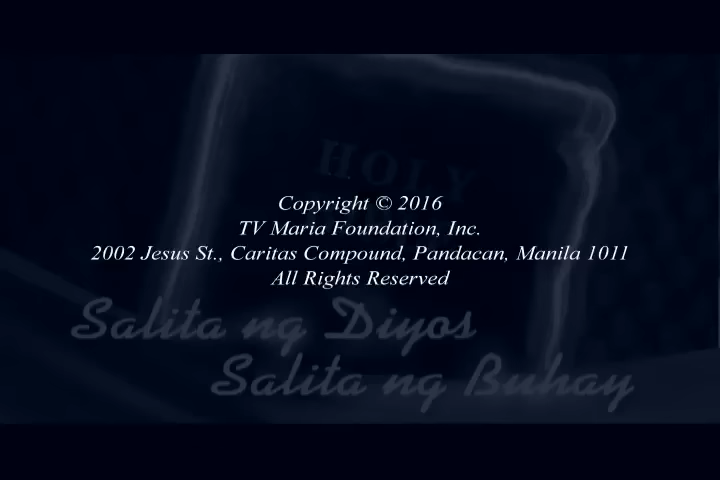 HOLY
Copyright © 2016
TV Maria Foundation, Inc.
2002 Jesus St., Caritas Compound, Pandacan, Manila 1011
All Rights Reserved
Salita ng Diyos
Salita ng Buhay